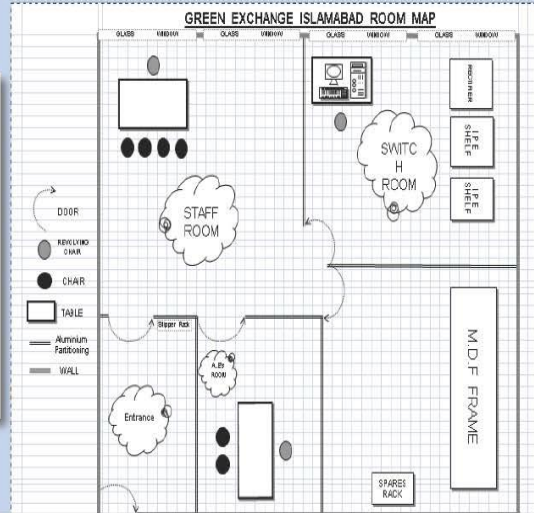 GREEN EXCHANGE ISLAMABAD ROOM MAP
GLASS WINDOW GLASS WINDOW GLASS WINDOW GLASS WINDOW
RECTIFIER
IPE
SHELF
IPE
SHELF
SWITC
H
ROOM
STAFF
ROOM
DOOR
REVOLVING
CHAIR
CHAIR
TABLE
Aluminium
Partitioning
WALL
Slipper Rack
ROOM
Entrance
M.D.F FRAME
SPARES
RACK